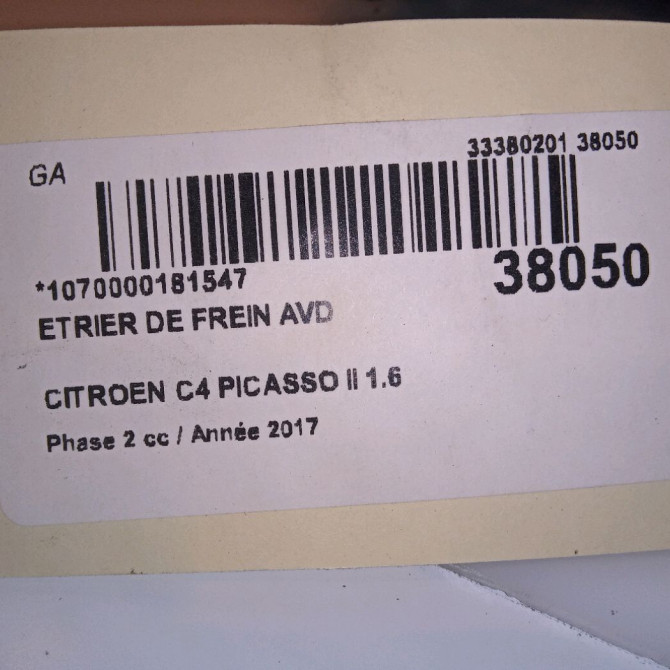 GA
33380201 38050
*1070000181547
38050
ETRIER DE FREIN AVD
CITROEN C4 PICASSO II 1.6
Phase 2 cc / Année 2017